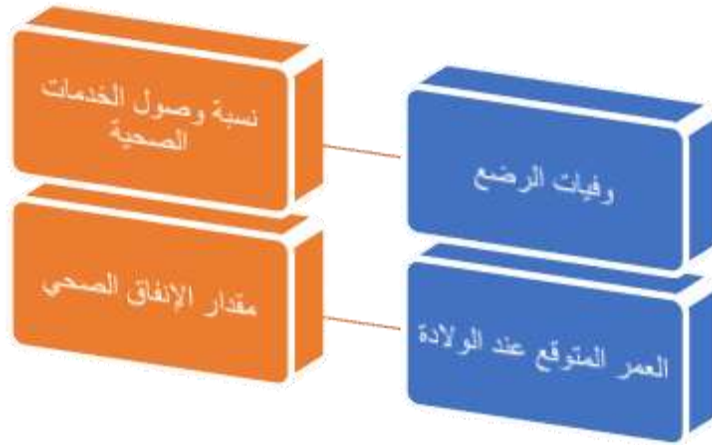 نسبة وصول الخدمات
الصحية
وفيات الرضع
مقدار الإنفاق الصحي
العمر المتوقع عند الولادة